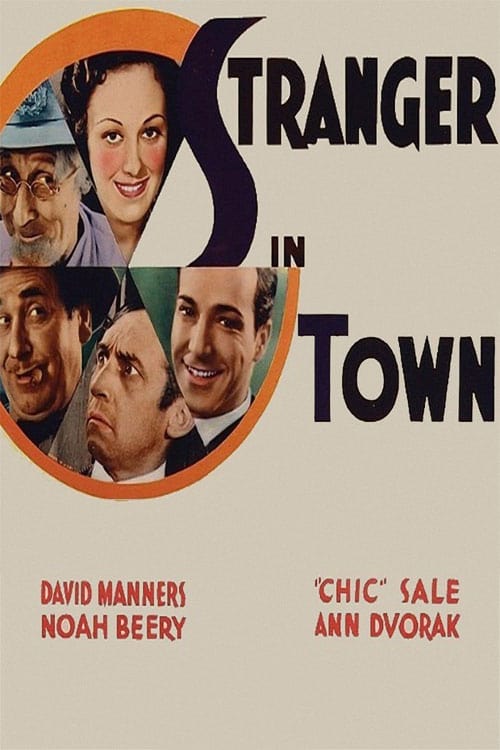 STRANGER
IN
TOWN
DAVID MANNERS
NOAH BEERY
"CHIC" SALE
ANN DVORAK